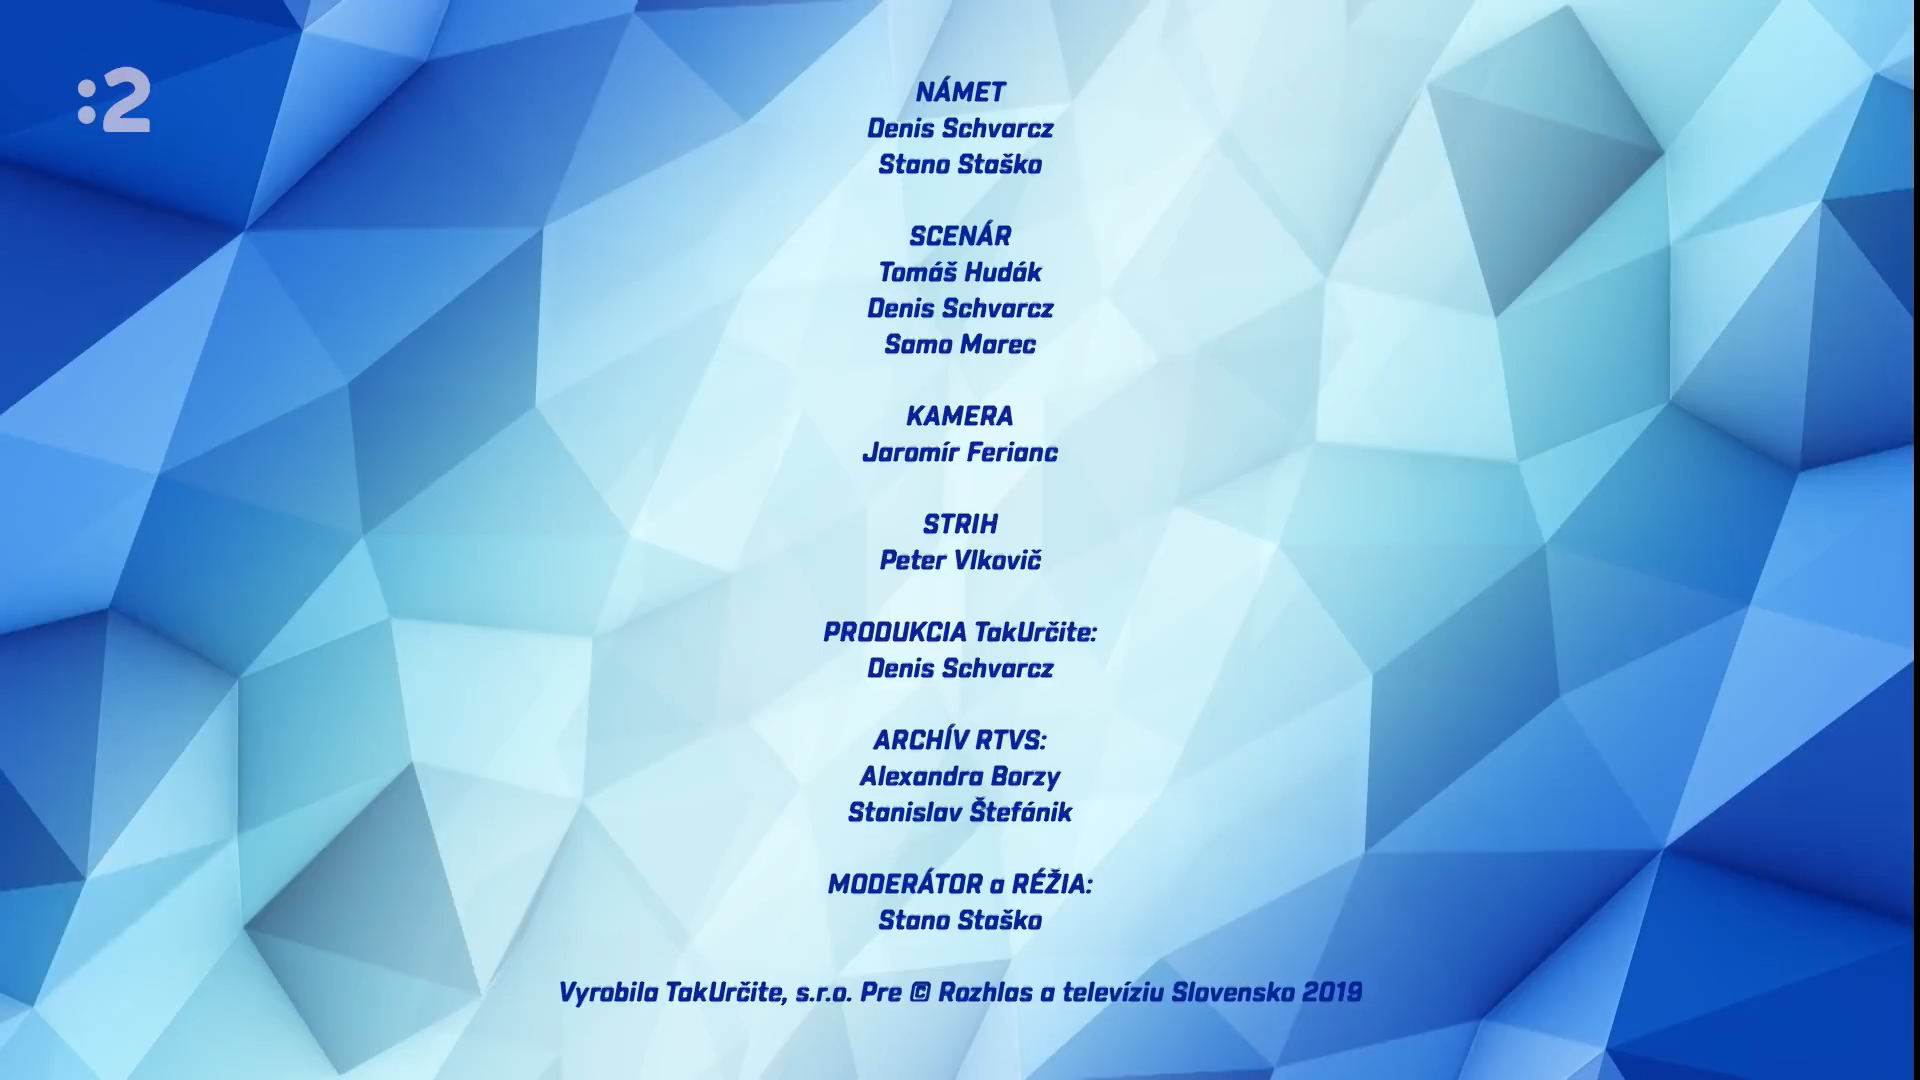 :2
NÁMET
Denis Schvarcz
Stano Staško
SCENÁR
Tomáš Hudák
Denis Schvarcz
Samo Marec
KAMERA
Jaromír Ferianc
STRIH
Peter Vlkovič
PRODUKCIA TakUrčite:
Denis Schvarcz
ARCHÍV RTVS:
Alexandra Borzy
Stanislav Štefánik
MODERÁTOR a RÉŽIA:
Stano Staško
Vyrobila TakUrčite, s.r.o. Pre © Rozhlas a televíziu Slovenska 2019